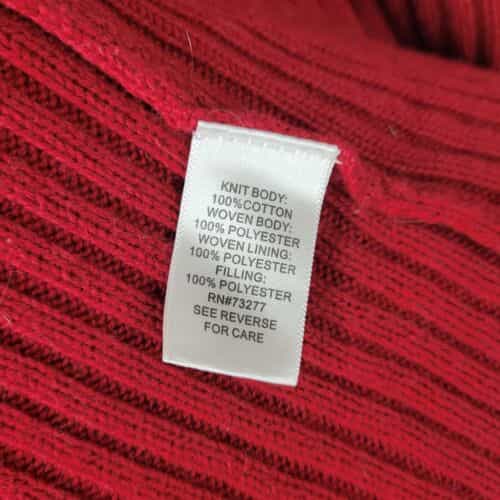 KNIT BODY:
100%COTTON
WOVEN BODY:
100% POLYESTER
WOVEN LINING:
100% POLYESTER
FILLING:
100% POLYESTER
RN#73277
SEE REVERSE
FOR CARE